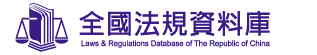 全國法規資料庫
Laws & Regulations Database of The Republic of China